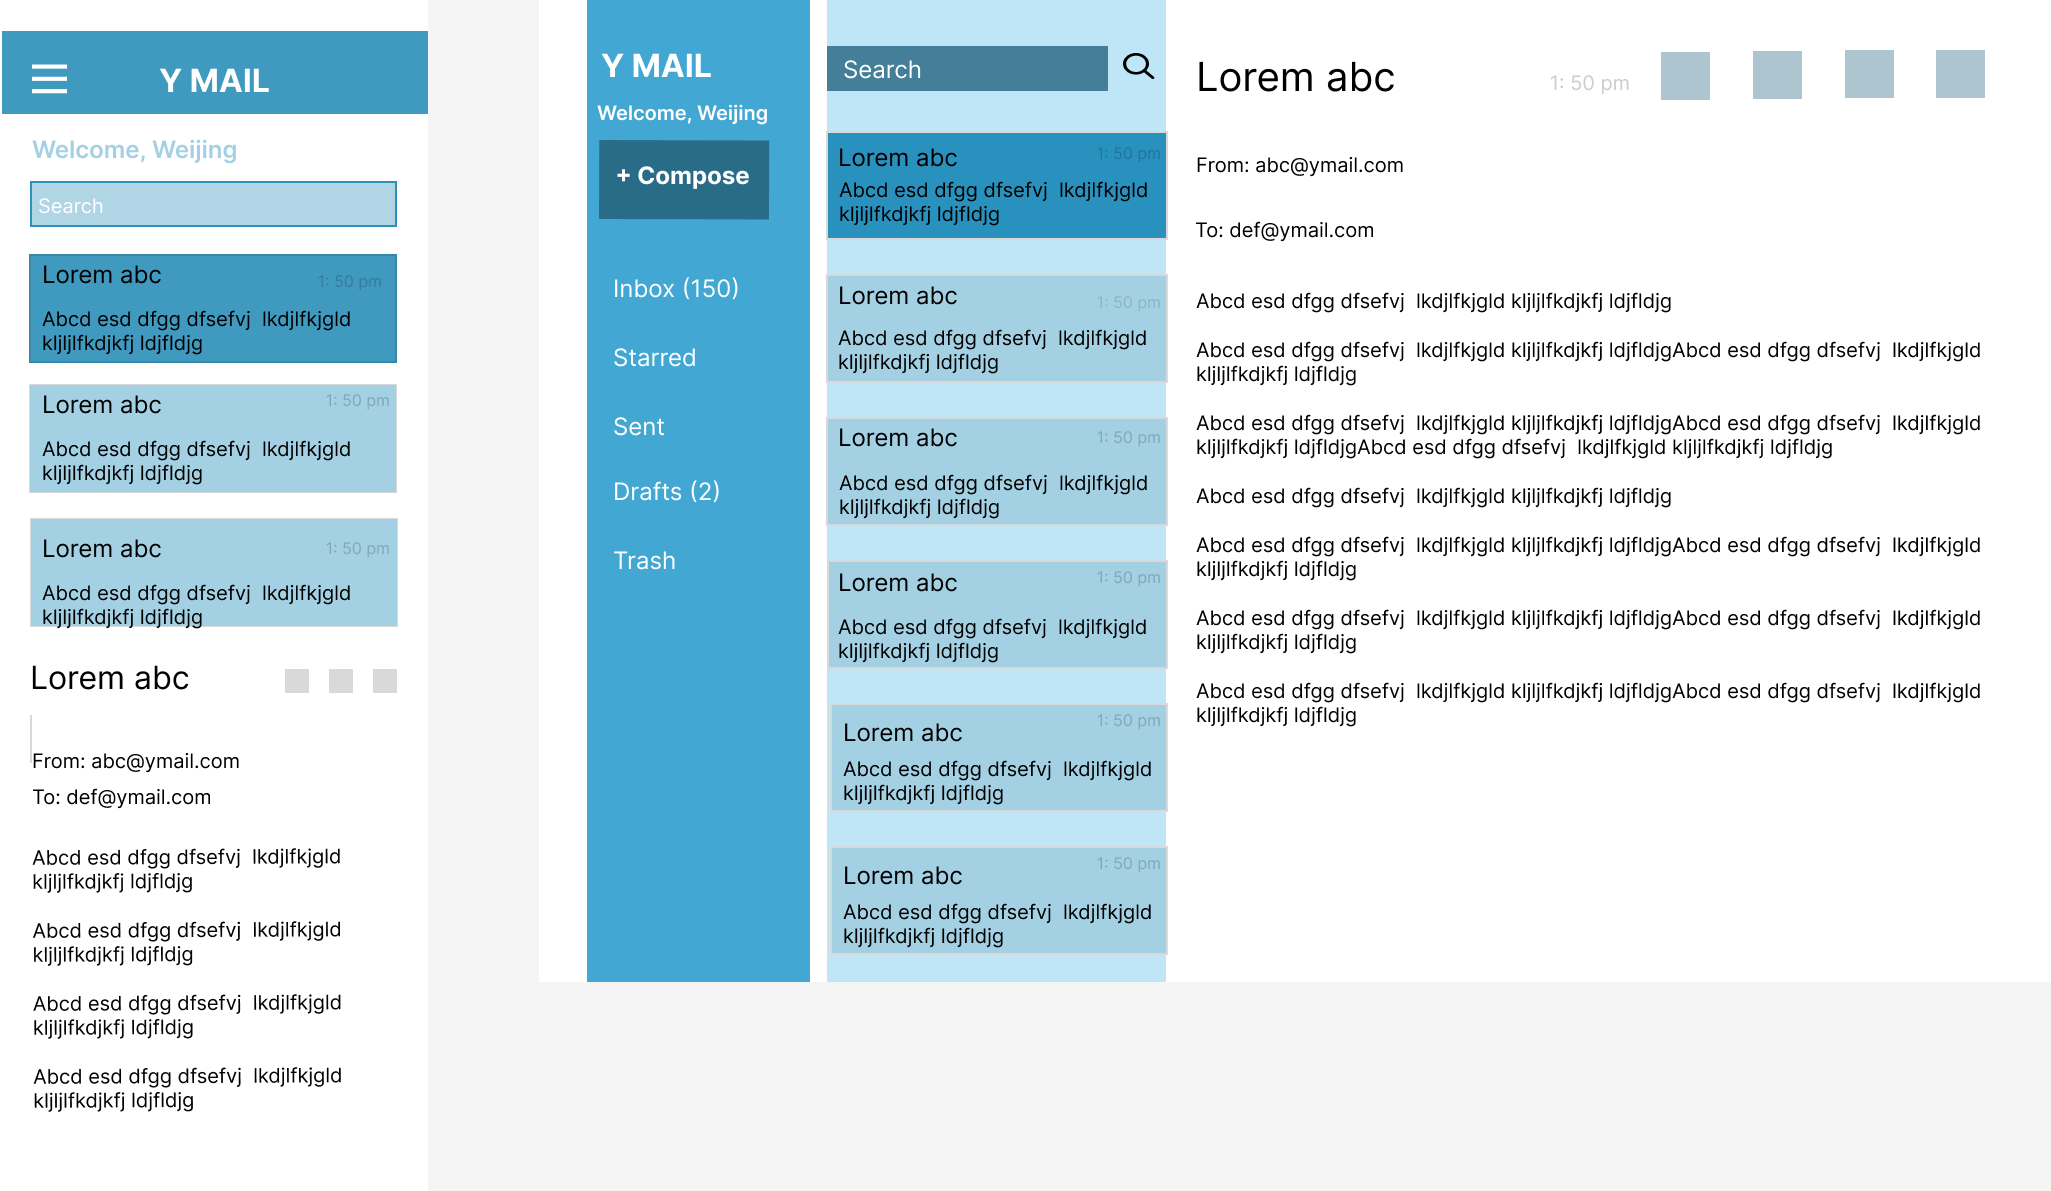 Y MAIL
Welcome, Weijing
Search
Lorem abc
1: 50 pm
Abcd esd dfgg dfsefvj  lkdjlfkjgld
kljljlfkdjkfj ldjfldjg
Lorem abc
1: 50 pm
Abcd esd dfgg dfsefvj  lkdjlfkjgld
kljljlfkdjkfj ldjfldjg
Lorem abc
1: 50 pm
Abcd esd dfgg dfsefvj  lkdjlfkjgld
kljljlfkdjkfj ldjfldjg
Lorem abc
From: abc@ymail.com
To: def@ymail.com
Abcd esd dfgg dfsefvj  lkdjlfkjgld
kljljlfkdjkfj ldjfldjg
Abcd esd dfgg dfsefvj  lkdjlfkjgld
kljljlfkdjkfj ldjfldjg
Abcd esd dfgg dfsefvj  lkdjlfkjgld
kljljlfkdjkfj ldjfldjg
Abcd esd dfgg dfsefvj  lkdjlfkjgld
kljljlfkdjkfj ldjfldjg
Y MAIL
Welcome, Weijing
+ Compose
Inbox (150)
Starred
Sent
Drafts (2)
Trash
Search
Lorem abc
1: 50 pm
Abcd esd dfgg dfsefvj  lkdjlfkjgld
kljljlfkdjkfj ldjfldjg
Lorem abc
1: 50 pm
Abcd esd dfgg dfsefvj  lkdjlfkjgld
kljljlfkdjkfj ldjfldjg
Lorem abc
1: 50 pm
Abcd esd dfgg dfsefvj  lkdjlfkjgld
kljljlfkdjkfj ldjfldjg
Lorem abc
1: 50 pm
Abcd esd dfgg dfsefvj  lkdjlfkjgld
kljljlfkdjkfj ldjfldjg
Lorem abc
1: 50 pm
Abcd esd dfgg dfsefvj  lkdjlfkjgld
kljljlfkdjkfj ldjfldjg
Lorem abc
1: 50 pm
Abcd esd dfgg dfsefvj  lkdjlfkjgld
kljljlfkdjkfj ldjfldjg
Lorem abc
1: 50 pm
From: abc@ymail.com
To: def@ymail.com
Abcd esd dfgg dfsefvj  lkdjlfkjgld kljljlfkdjkfj ldjfldjg
Abcd esd dfgg dfsefvj  lkdjlfkjgld kljljlfkdjkfj ldjfldjgAbcd esd dfgg dfsefvj  lkdjlfkjgld
kljljlfkdjkfj ldjfldjg
Abcd esd dfgg dfsefvj  lkdjlfkjgld kljljlfkdjkfj ldjfldjgAbcd esd dfgg dfsefvj  lkdjlfkjgld
kljljlfkdjkfj ldjfldjgAbcd esd dfgg dfsefvj  lkdjlfkjgld kljljlfkdjkfj ldjfldjg
Abcd esd dfgg dfsefvj  lkdjlfkjgld kljljlfkdjkfj ldjfldjg
Abcd esd dfgg dfsefvj  lkdjlfkjgld kljljlfkdjkfj ldjfldjgAbcd esd dfgg dfsefvj  lkdjlfkjgld
kljljlfkdjkfj ldjfldjg
Abcd esd dfgg dfsefvj  lkdjlfkjgld kljljlfkdjkfj ldjfldjgAbcd esd dfgg dfsefvj  lkdjlfkjgld
kljljlfkdjkfj ldjfldjg
Abcd esd dfgg dfsefvj  lkdjlfkjgld kljljlfkdjkfj ldjfldjgAbcd esd dfgg dfsefvj  lkdjlfkjgld
kljljlfkdjkfj ldjfldjg